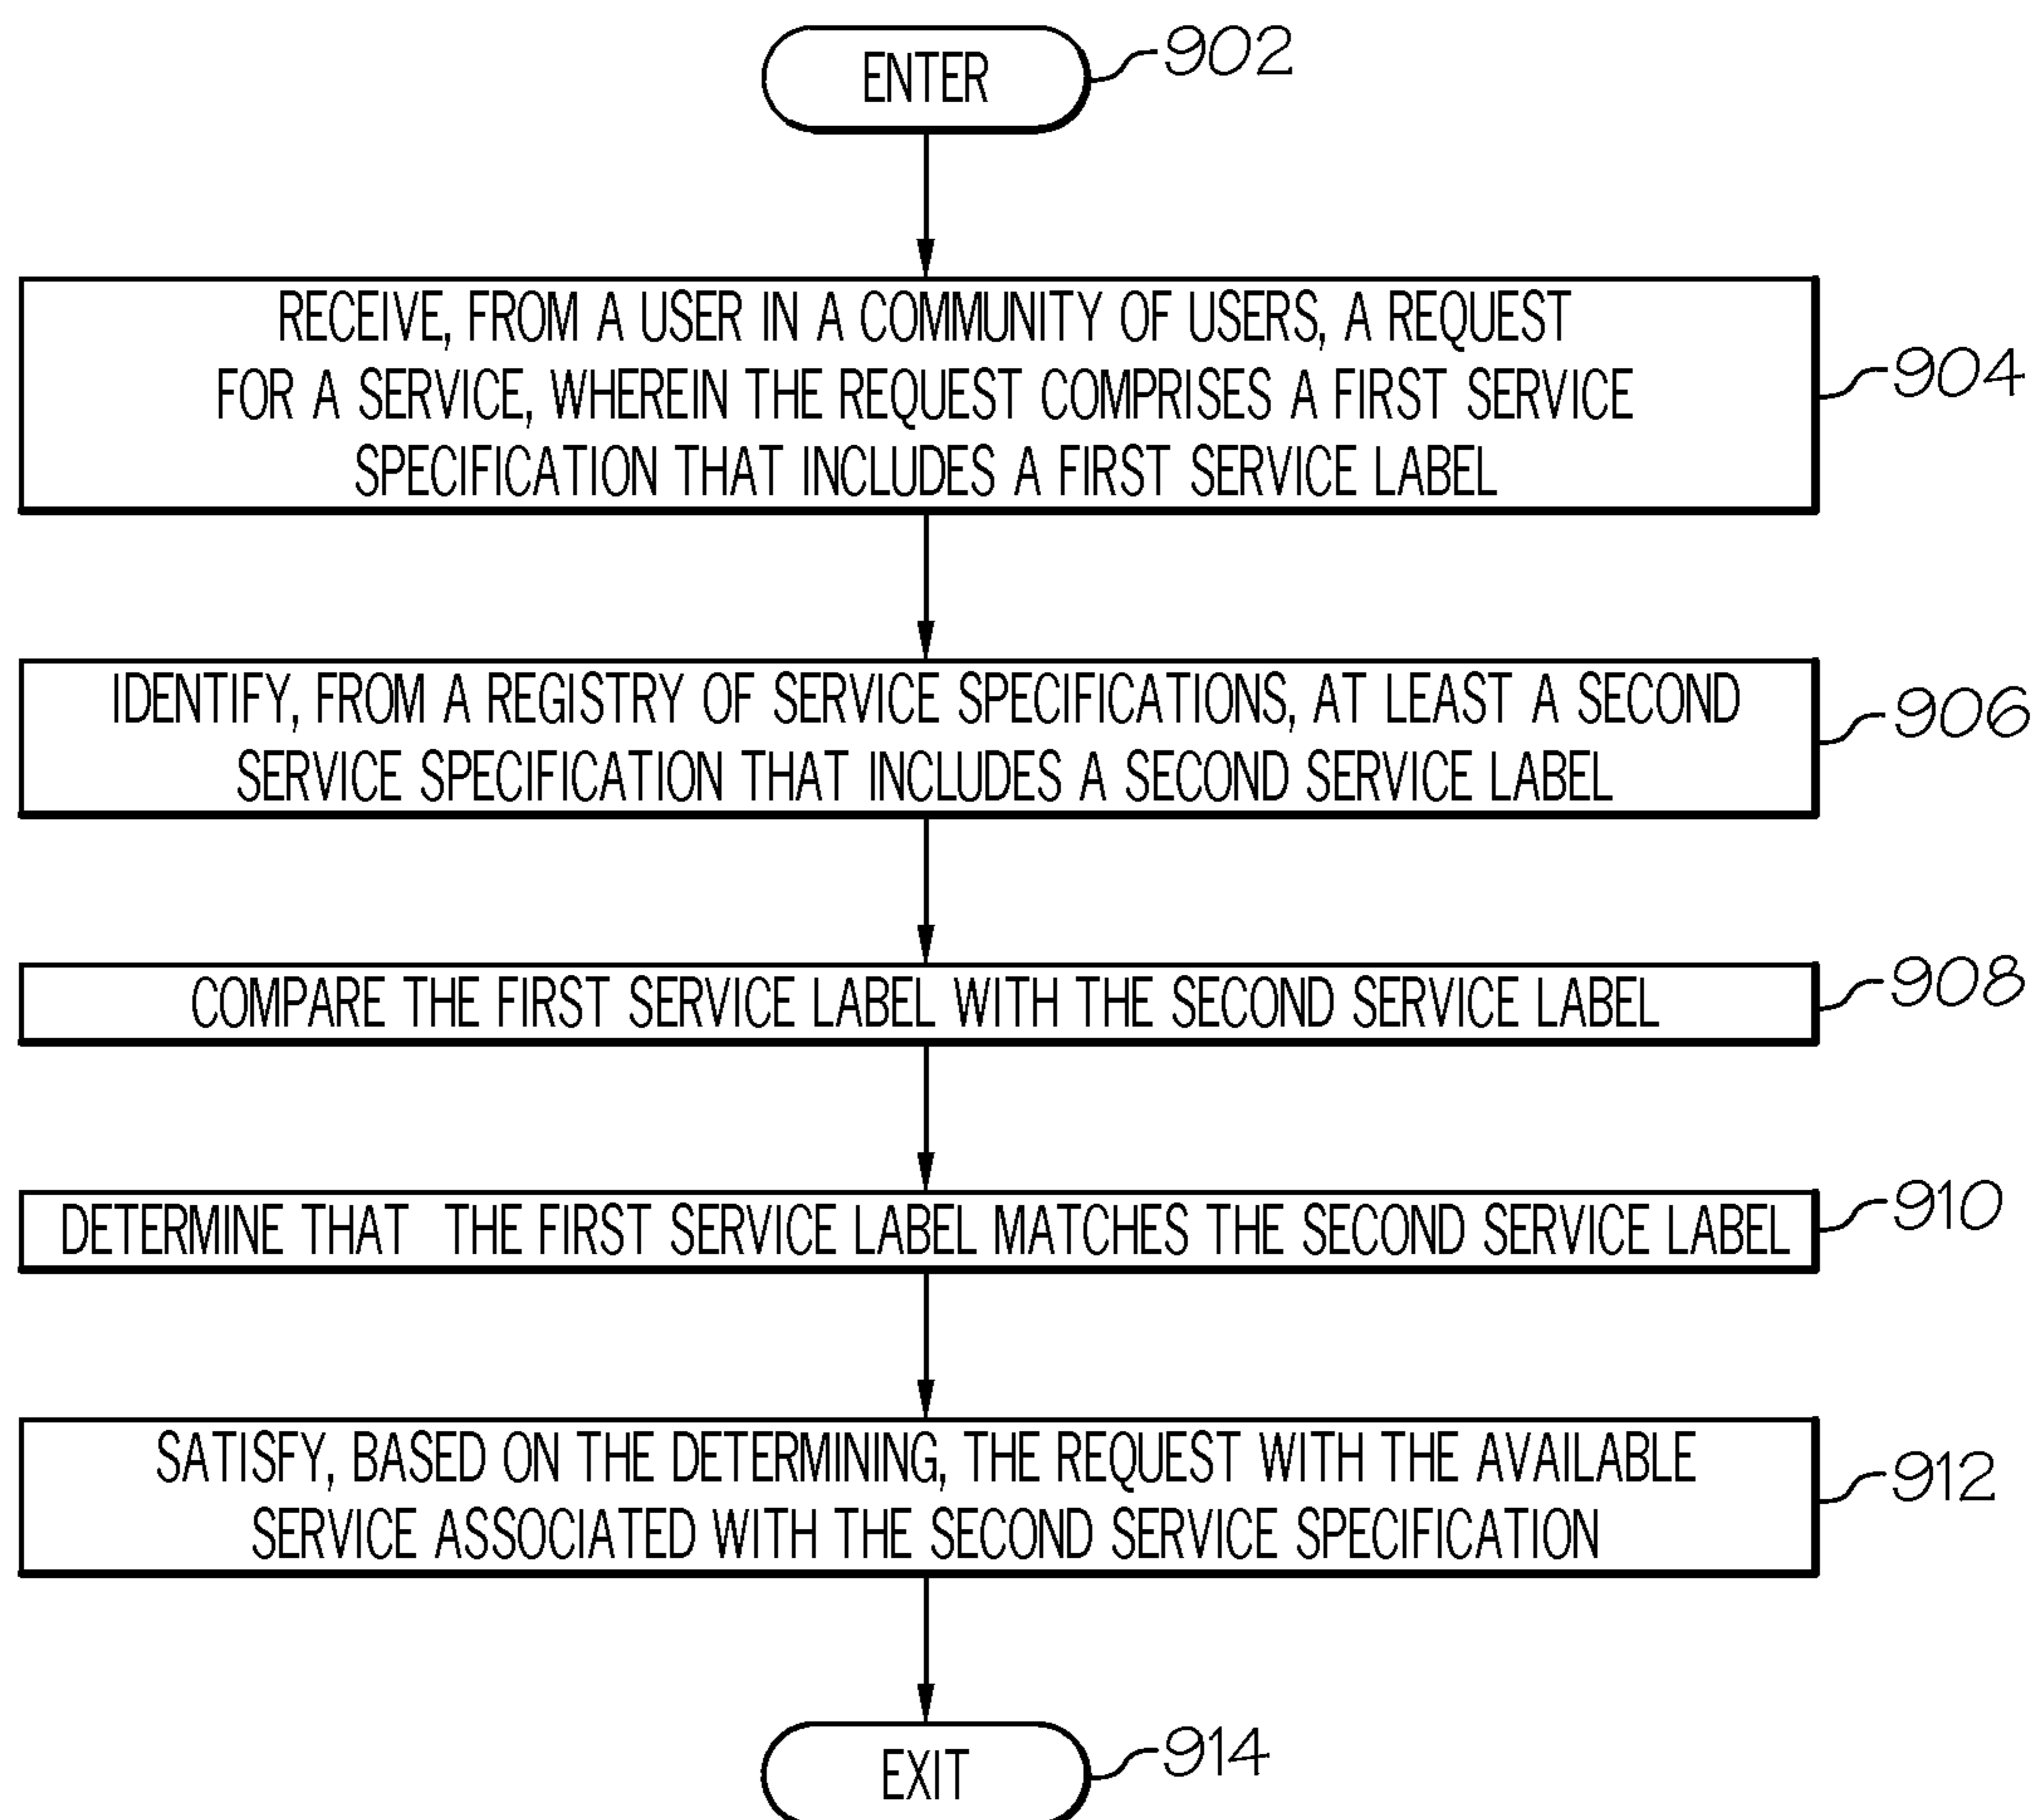 ENTER
902
RECEIVE, FROM A USER IN A COMMUNITY OF USERS, A REQUEST
FOR A SERVICE, WHEREIN THE REQUEST COMPRISES A FIRST SERVICE
SPECIFICATION THAT INCLUDES A FIRST SERVICE LABEL
904
IDENTIFY, FROM A REGISTRY OF SERVICE SPECIFICATIONS, AT LEAST A SECOND
SERVICE SPECIFICATION THAT INCLUDES A SECOND SERVICE LABEL
906
COMPARE THE FIRST SERVICE LABEL WITH THE SECOND SERVICE LABEL
908
DETERMINE THAT THE FIRST SERVICE LABEL MATCHES THE SECOND SERVICE LABEL
910
SATISFY, BASED ON THE DETERMINING, THE REQUEST WITH THE AVAILABLE
SERVICE ASSOCIATED WITH THE SECOND SERVICE SPECIFICATION
912
EXIT
914